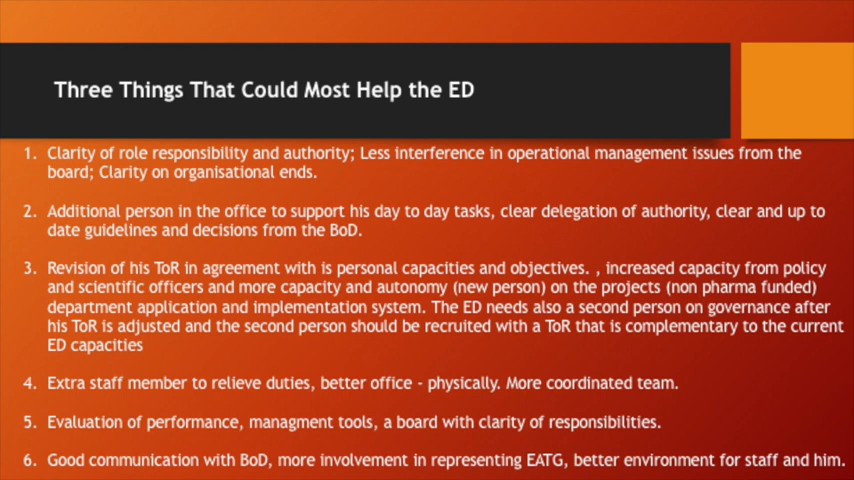 Three Things That Could Most Help the ED
1. Clarity of role responsibility and authority; Less interference in operational management issues from the
board; Clarity on organisational ends.
2. Additional person in the office to support his day to day tasks, clear delegation of authority, clear and up to
date guidelines and decisions from the BoD.
3. Revision of his ToR in agreement with is personal capacities and objectives. , increased capacity from policy
and scientific officers and more capacity and autonomy (new person) on the projects (non pharma funded)
department application and implementation system. The ED needs also a second person on governance after
his ToR is adjusted and the second person should be recruited with a ToR that is complementary to the current
ED capacities
4. Extra staff member to relieve duties, better office - physically. More coordinated team.
5. Evaluation of performance, managment tools, a board with clarity of responsibilities.
6. Good communication with BoD, more involvement in representing EATG, better environment for staff and him.